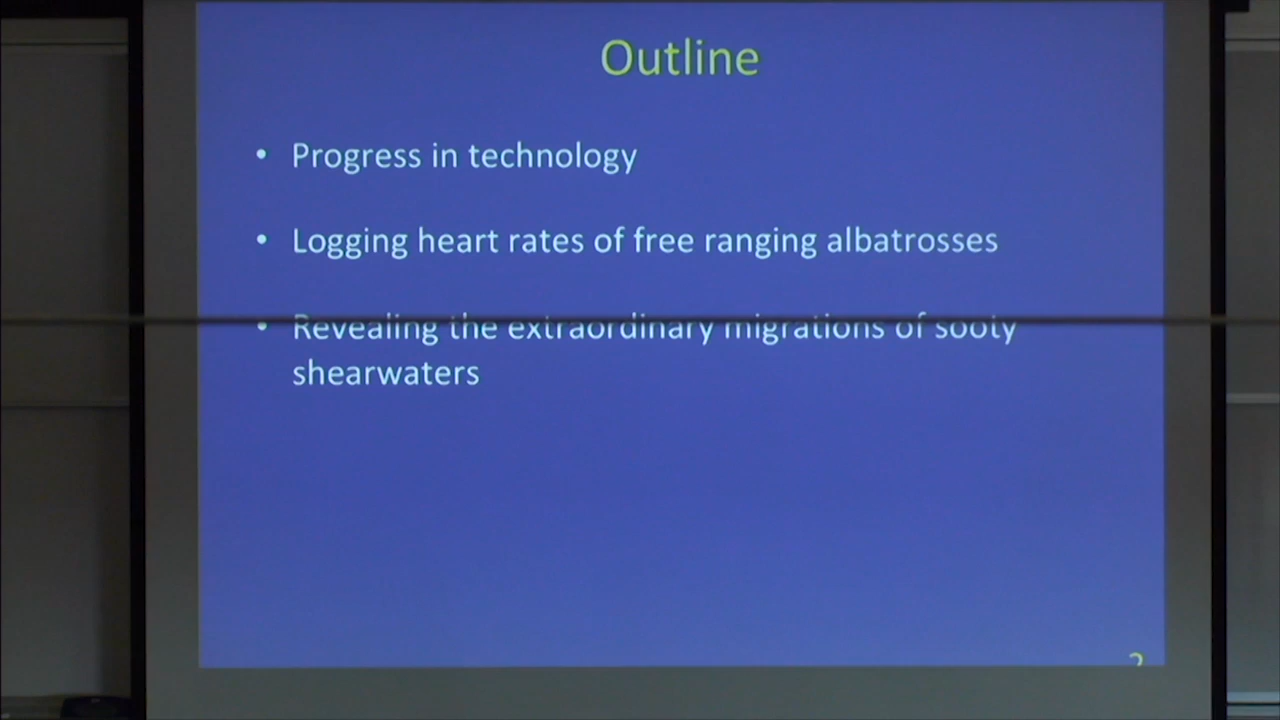 Outline
• Progress in technology
• Logging heart rates of free ranging albatrosses
• Revealing the extraordinary migrations of sooty
shearwaters